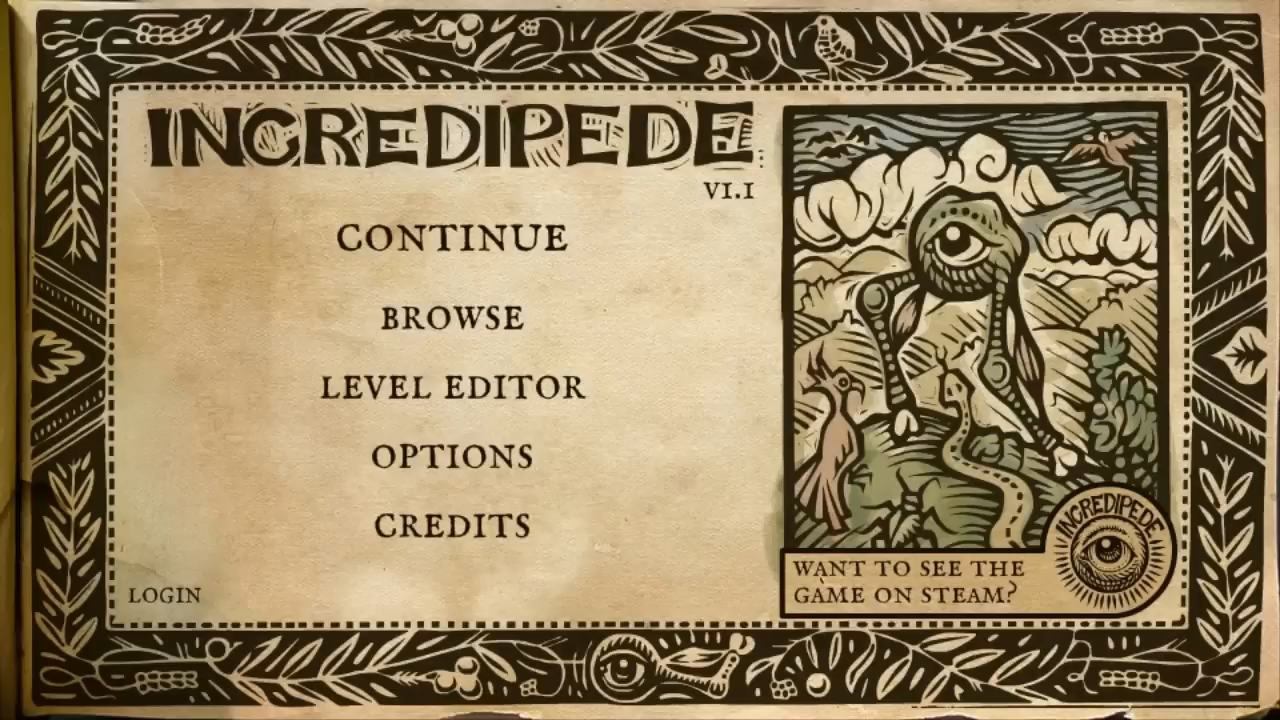 INCREDIPEDE
V1.1
CONTINUE
BROWSE
LEVEL EDITOR
OPTIONS
CREDITS
LOGIN
INCREDIPEDE
WANT TO SEE THE
GAME ON STEAM?